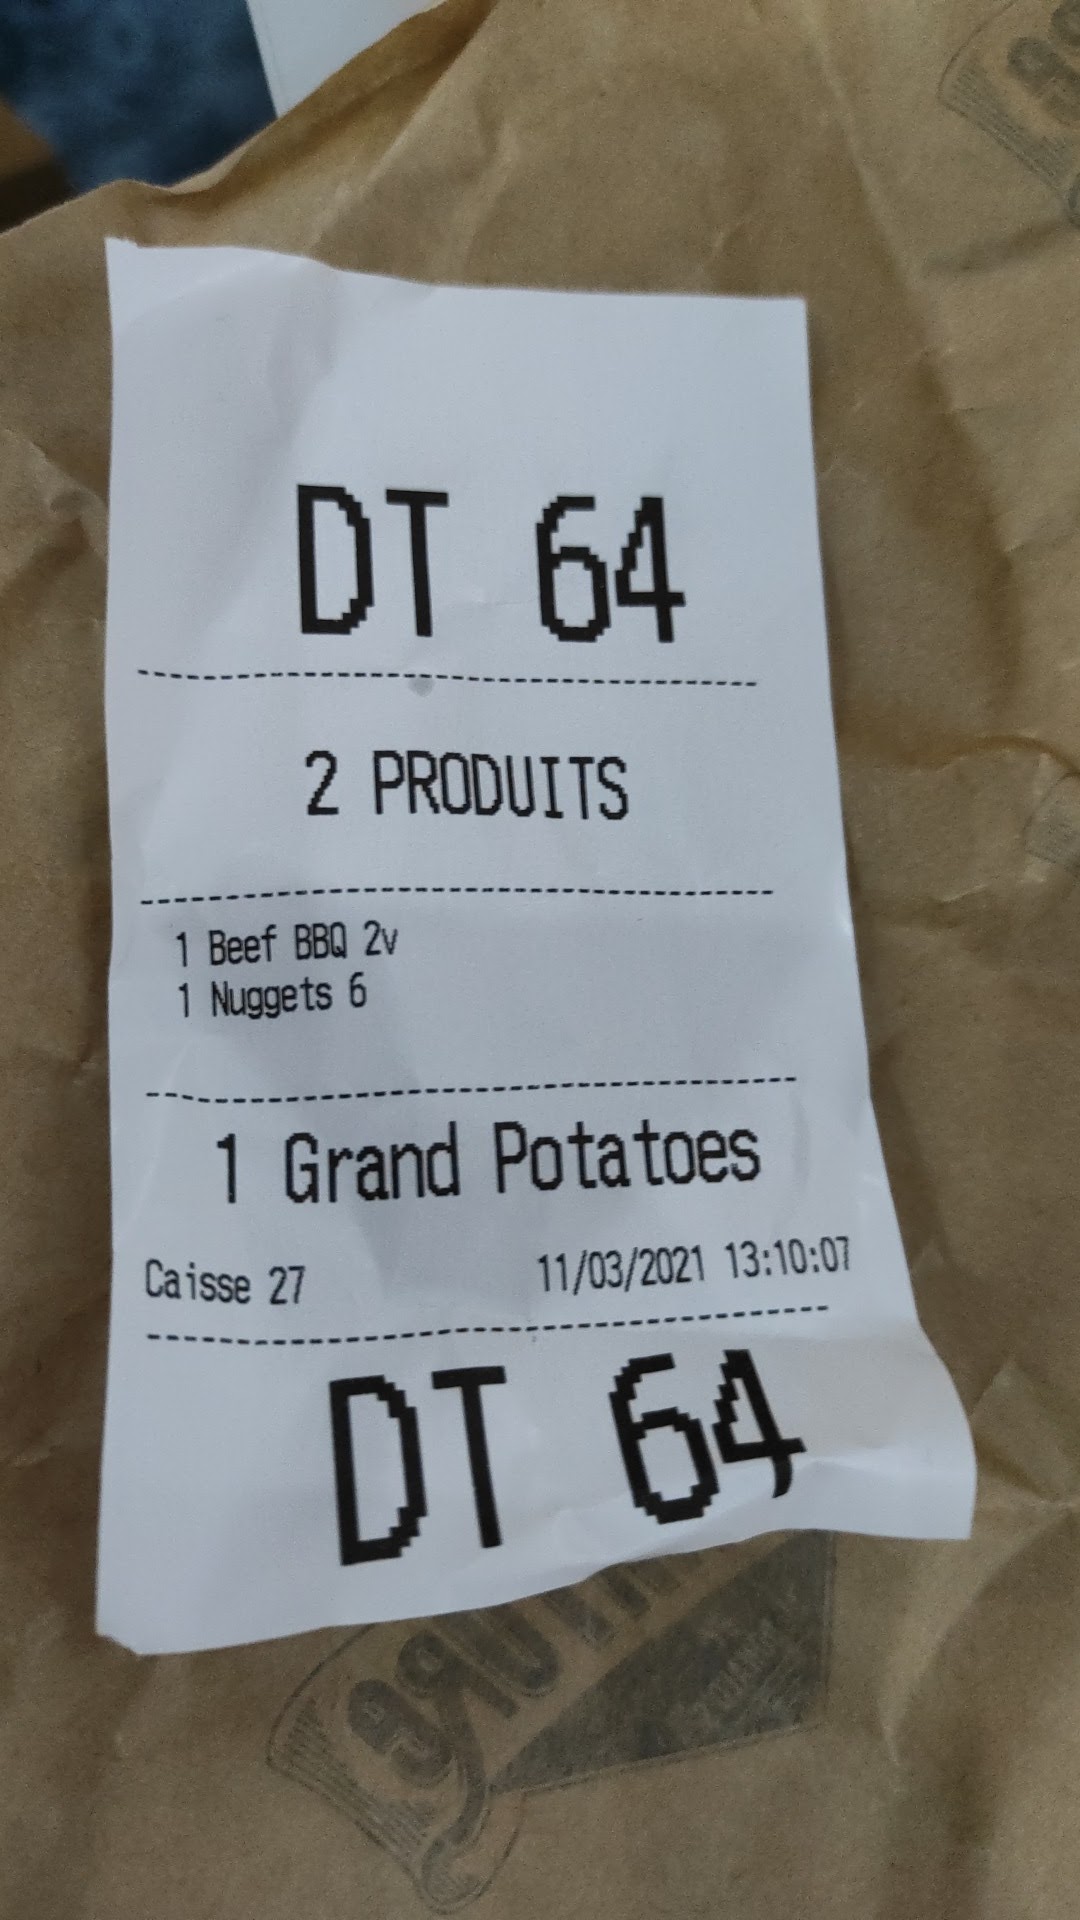 DT 64
2 PRODUITS
1 Beef BBQ 2v
1 Nuggets 6
1 Grand Potatoes
Caisse 27 11/03/2021 13:10:07
DT 64